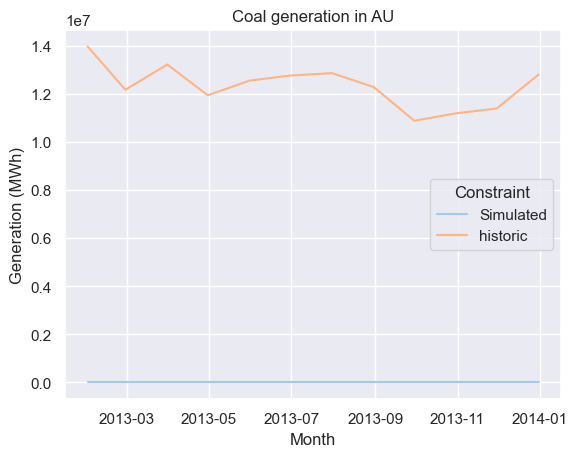 Coal generation in AU
1e7
1.4
1.2
1.0
0.8
0.6
0.4
0.2
0.0
Generation (MWh)
Constraint
Simulated
historic
2013-03 2013-05 2013-07 2013-09 2013-11 2014-01
Month